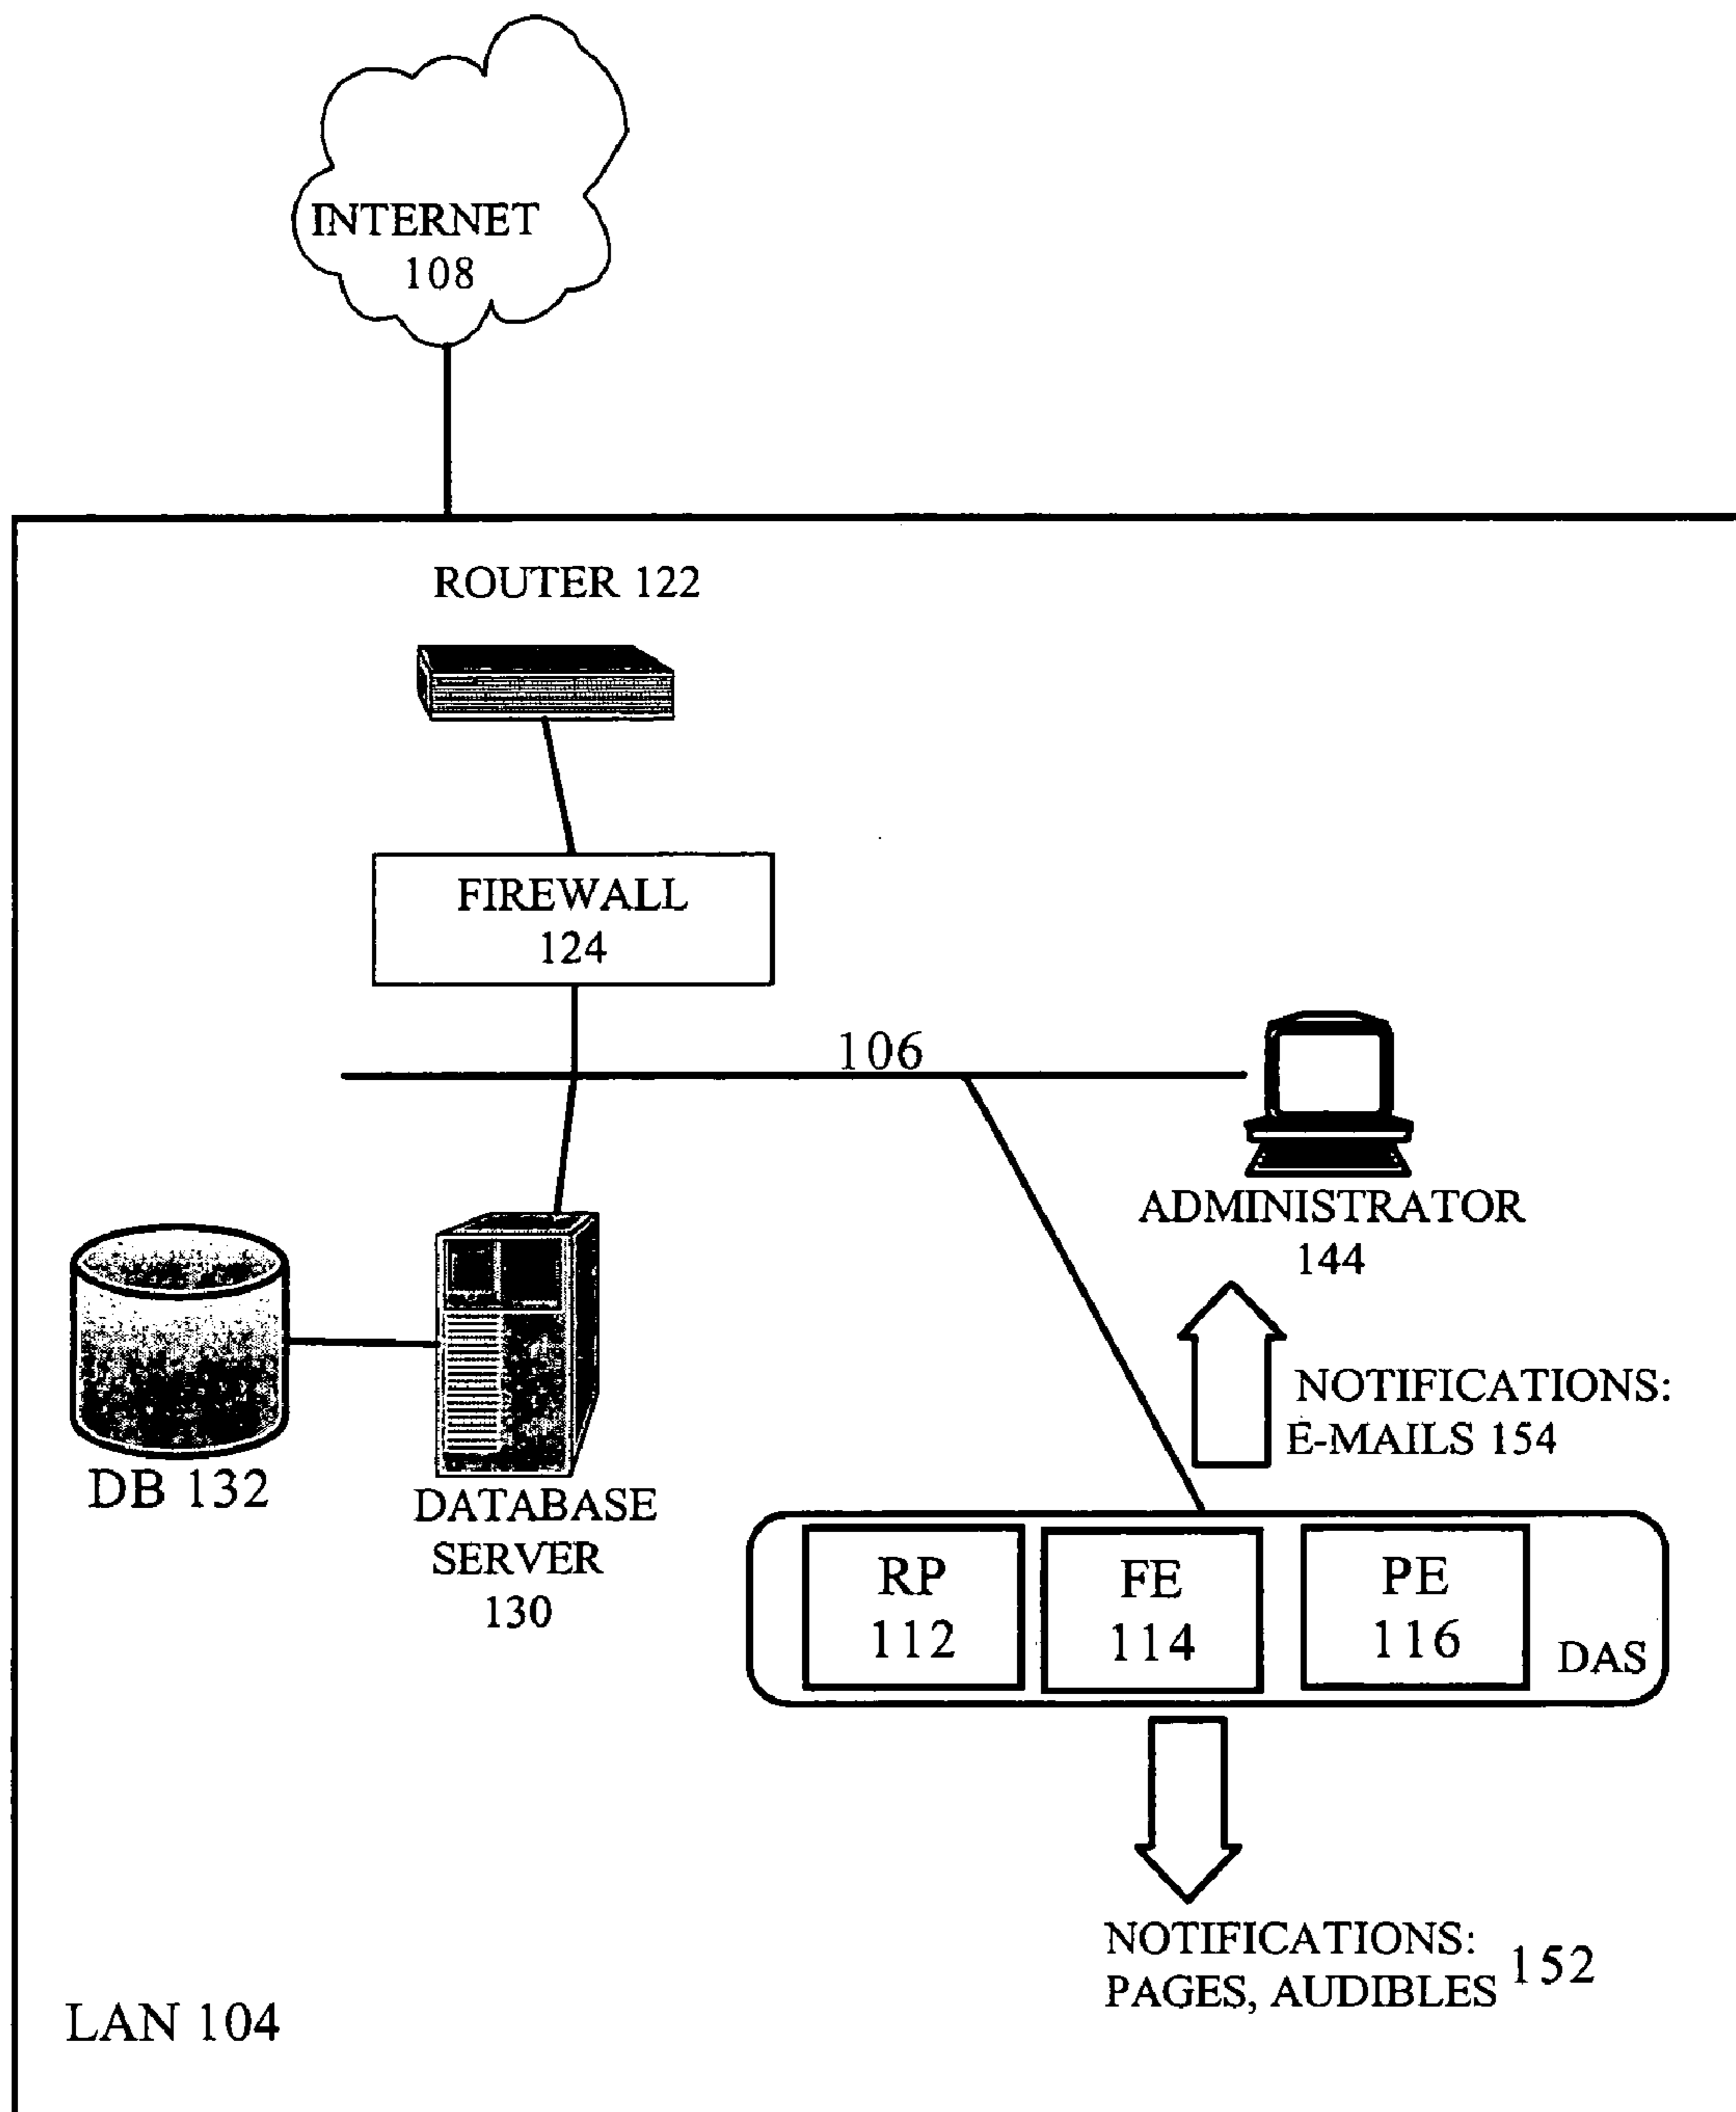 INTERNET
108
ROUTER 122
FIREWALL
124
106
ADMINISTRATOR
144
NOTIFICATIONS:
E-MAILS 154
DB 132
DATABASE
SERVER
130
RP
112
FE
114
PE
116
DAS
NOTIFICATIONS:
PAGES, AUDIBLES 152
LAN 104